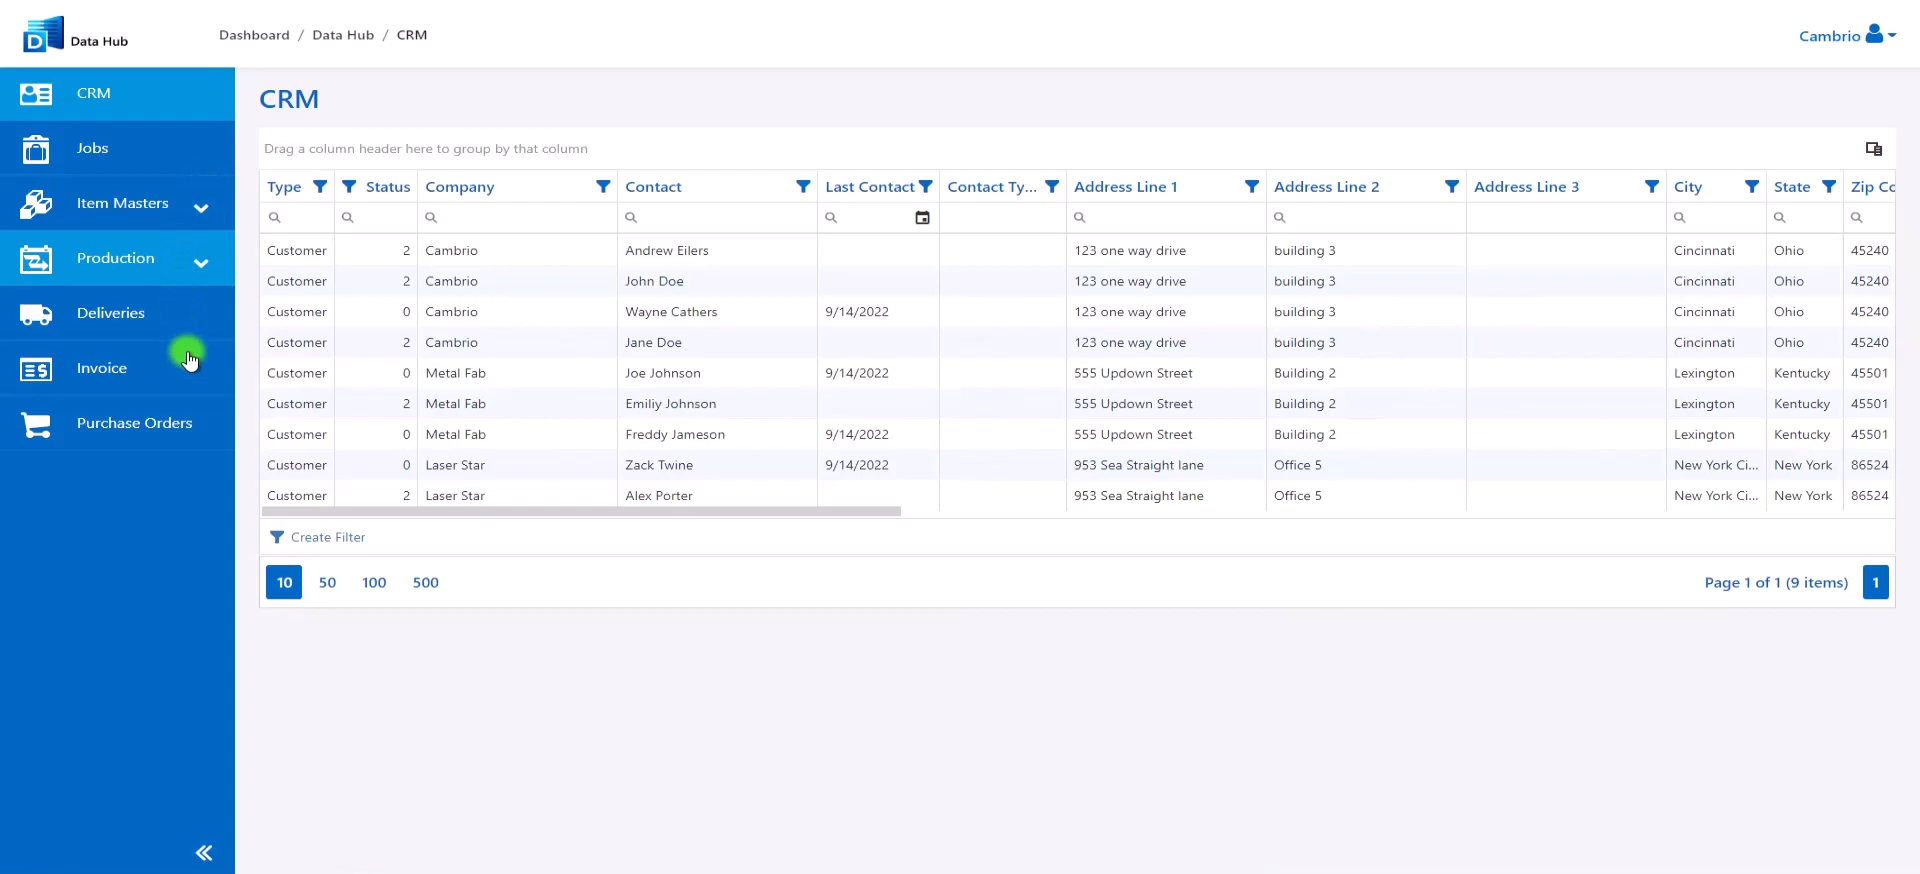 D Data Hub
Dashboard / Data Hub / CRM
Cambrio
CRM
Jobs
Item Masters
Production
Deliveries
Invoice
Purchase Orders
CRM
Drag a column header here to group by that column
Type Status Company Contact Last Contact Contact Ty... Address Line 1 Address Line 2 Address Line 3 City State Zip Cc
Customer 2 Cambrio Andrew Eilers 123 one way drive building 3 Cincinnati Ohio 45240
Customer 2 Cambrio John Doe 123 one way drive building 3 Cincinnati Ohio 45240
Customer 0 Cambrio Wayne Cathers 9/14/2022 123 one way drive building 3 Cincinnati Ohio 45240
Customer 2 Cambrio Jane Doe 123 one way drive building 3 Cincinnati Ohio 45240
Customer 0 Metal Fab Joe Johnson 9/14/2022 555 Updown Street Building 2 Lexington Kentucky 45501
Customer 2 Metal Fab Emiliy Johnson 555 Updown Street Building 2 Lexington Kentucky 45501
Customer 0 Metal Fab Freddy Jameson 9/14/2022 555 Updown Street Building 2 Lexington Kentucky 45501
Customer 0 Laser Star Zack Twine 9/14/2022 953 Sea Straight lane Office 5 New York Ci... New York 86524
Customer 2 Laser Star Alex Porter 953 Sea Straight lane Office 5 New York Ci... New York 86524
Create Filter
10 50 100 500 Page 1 of 1 (9 items) 1